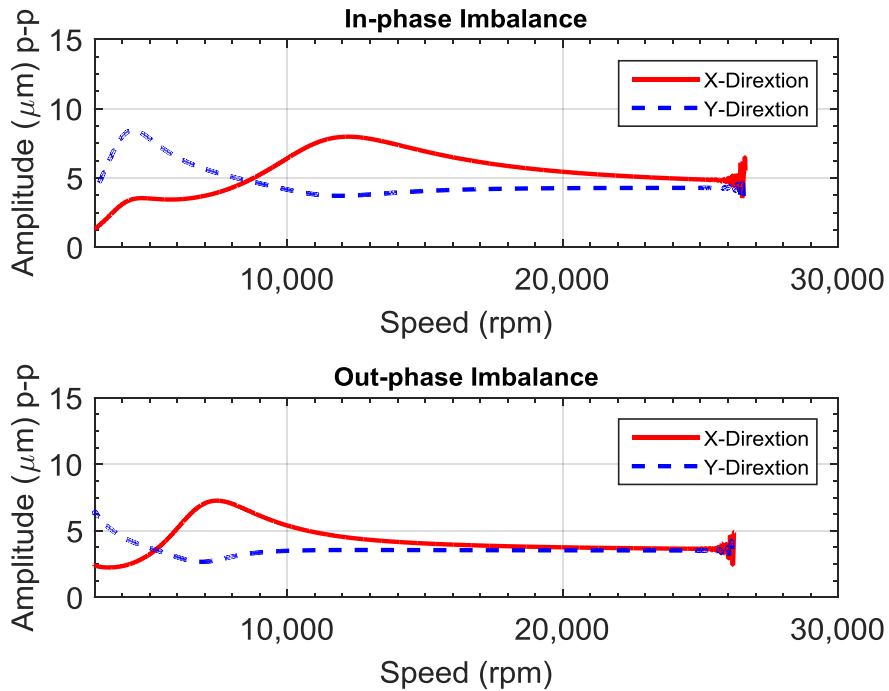 In-phase Imbalance
15
10
5
0
Amplitude (μm) p-p
X-Dirextion
Y-Dirextion
10,000 20,000 30,000
Speed (rpm)
Out-phase Imbalance
15
10
5
0
Amplitude (μm) p-p
X-Dirextion
Y-Dirextion
10,000 20,000 30,000
Speed (rpm)